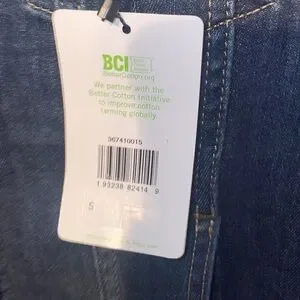 BCI
BetterCotton.org
We partner with the
Better Cotton Initiative
to improve cotton
farming globally.
367410015
1 93238 82414 9
S